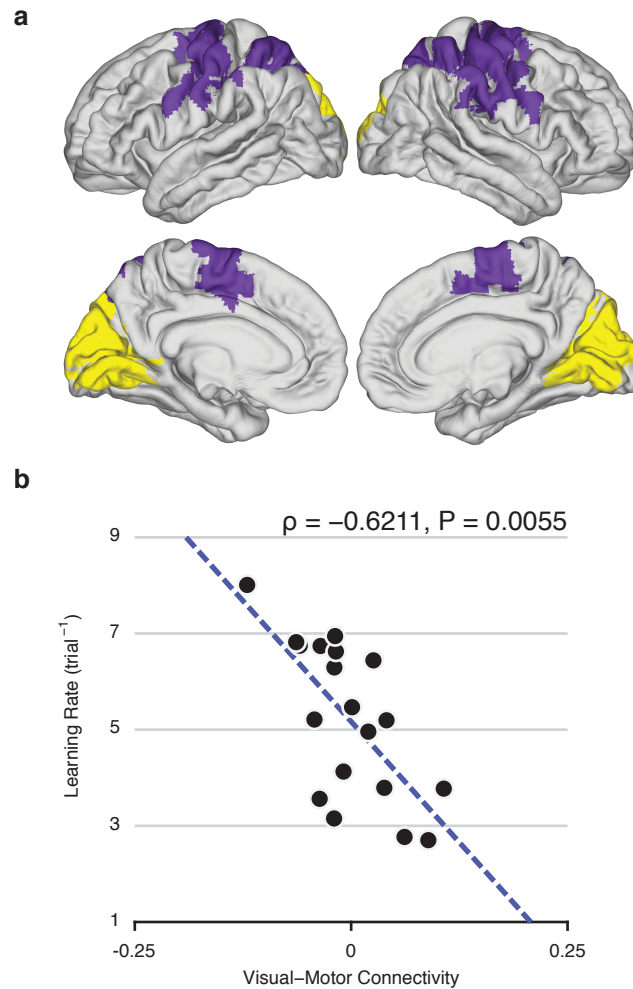 a
b
ρ = −0.6211, P = 0.0055
9
7
5
3
1
Learning Rate (trial⁻¹)
-0.25
0
0.25
Visual−Motor Connectivity